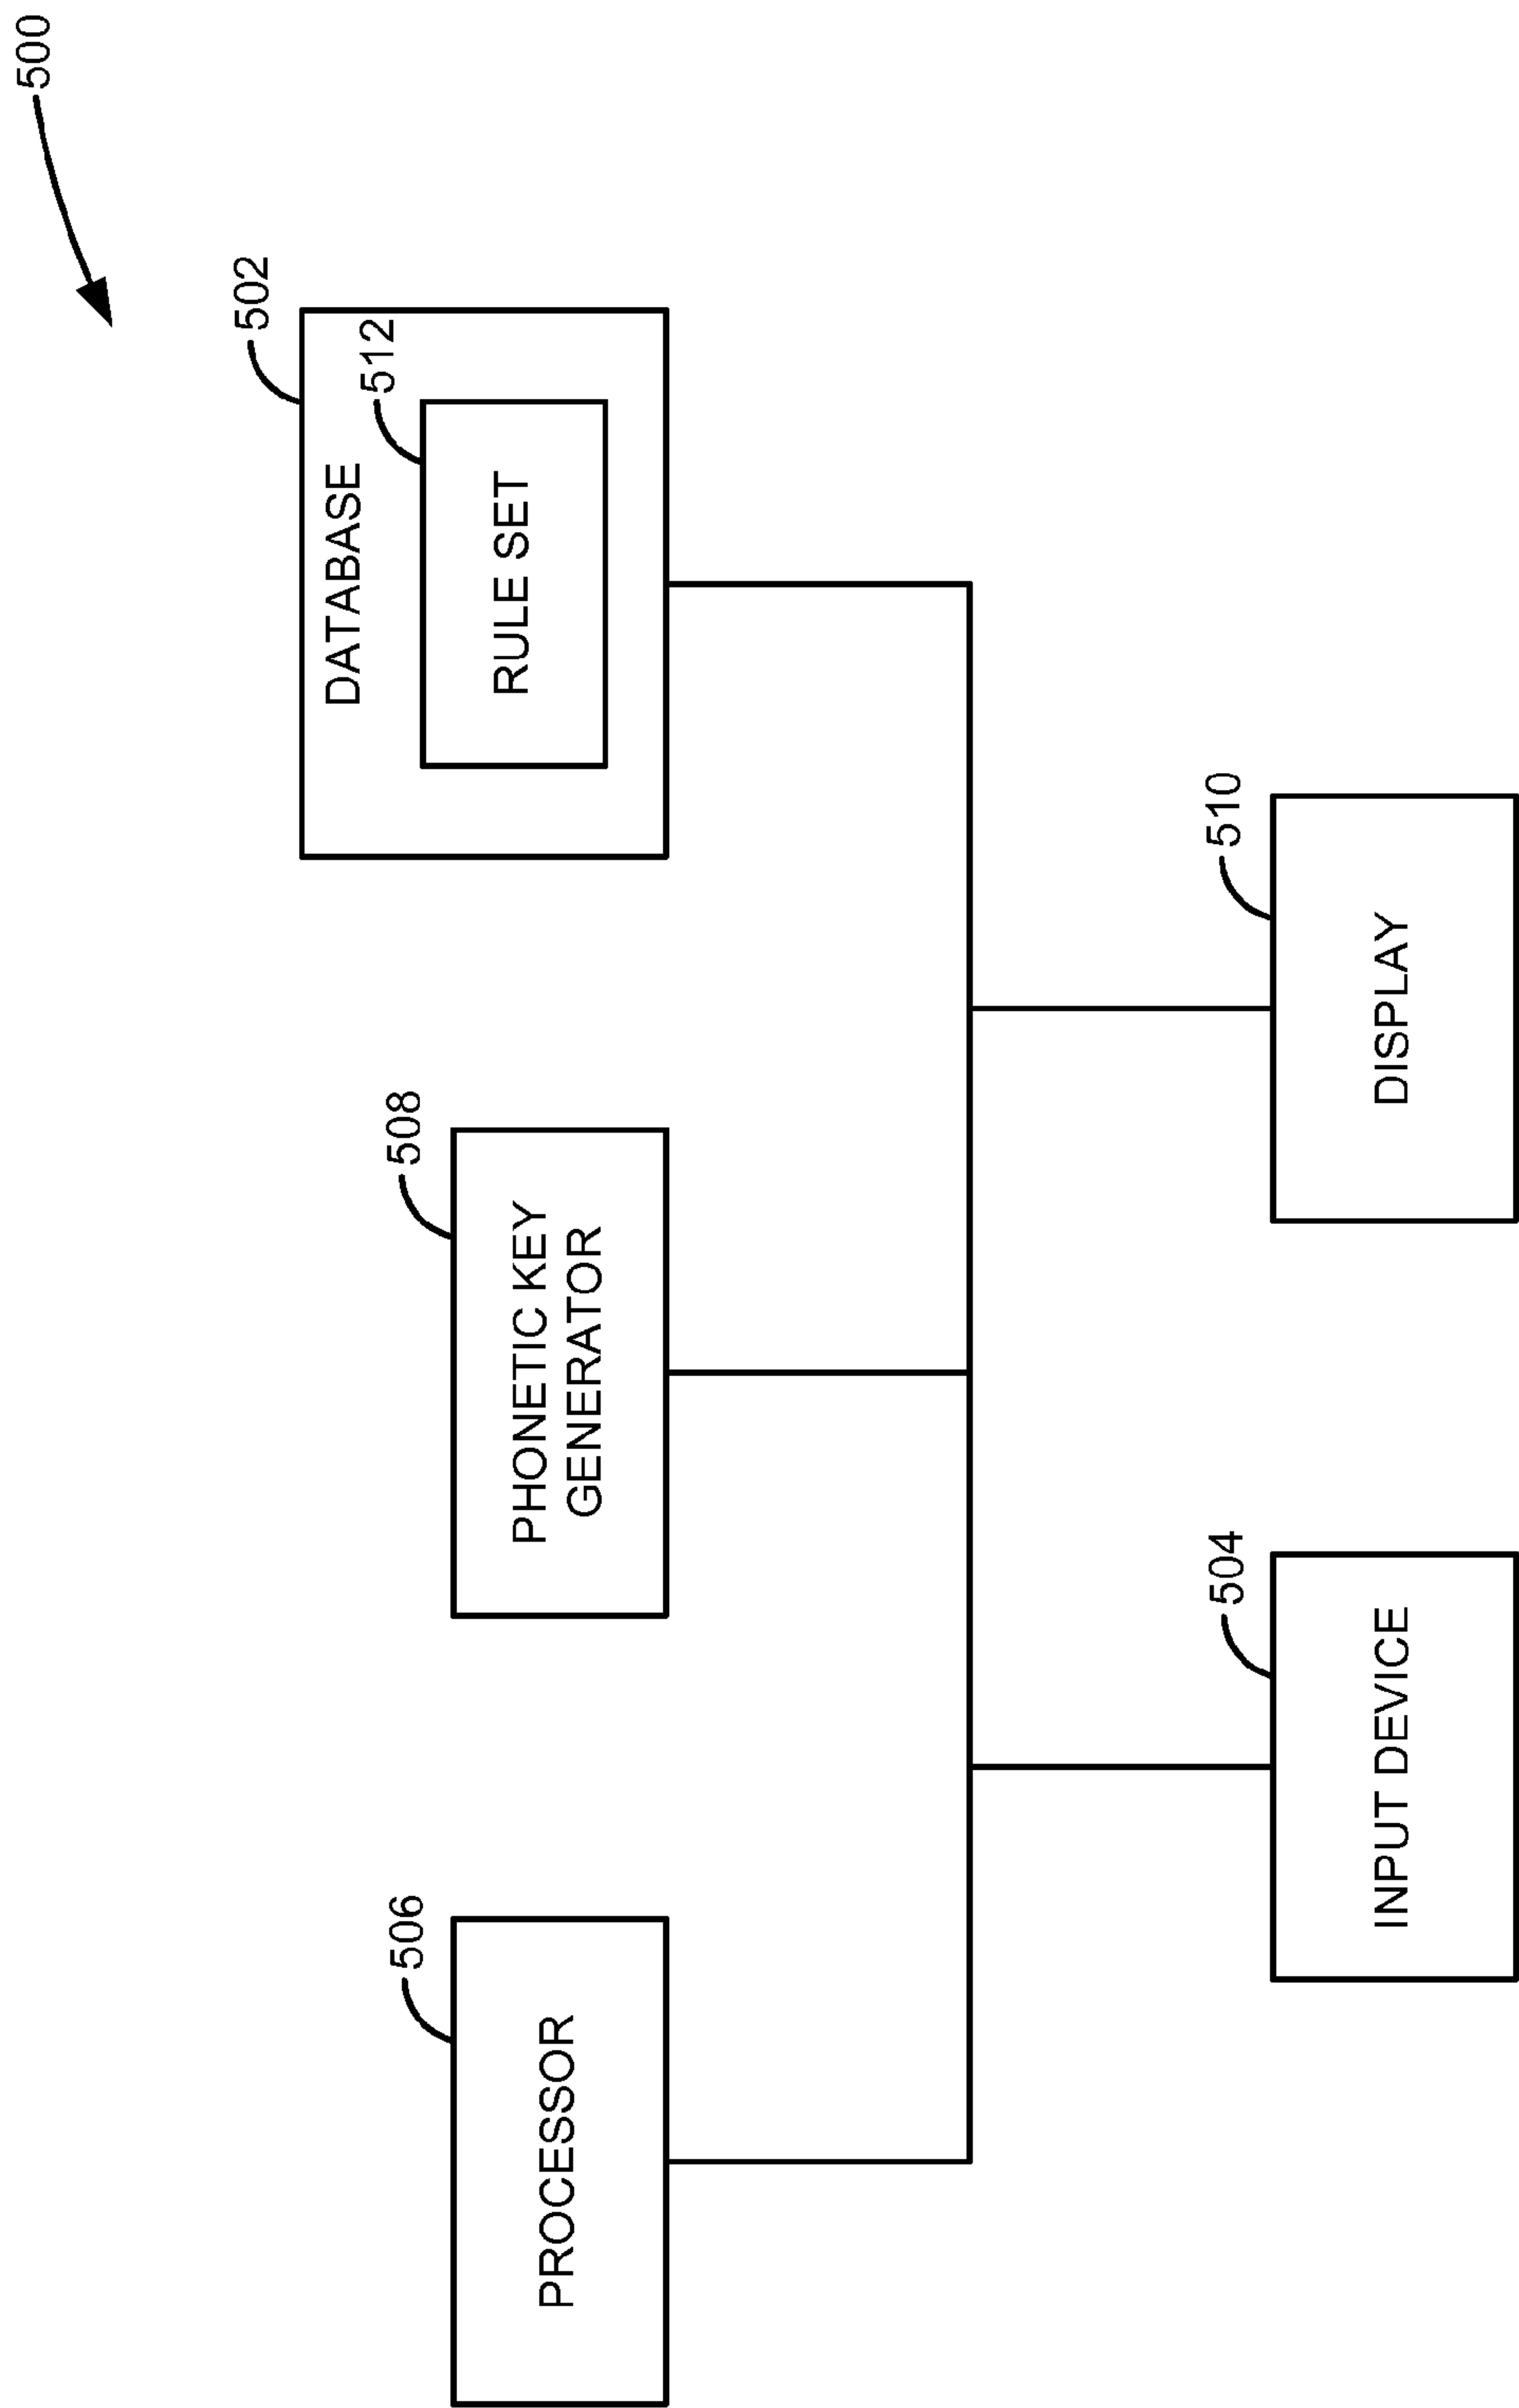 500
506
PROCESSOR
508
PHONETIC KEY
GENERATOR
502
DATABASE
512
RULE SET
504
INPUT DEVICE
510
DISPLAY